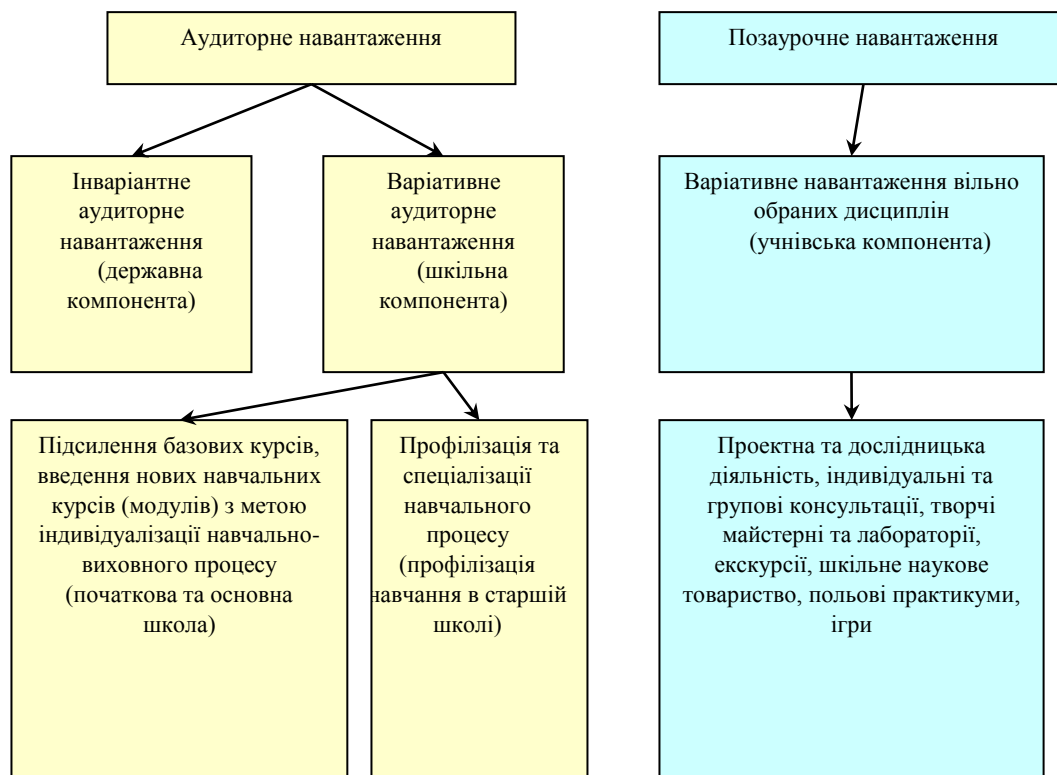 Аудиторне навантаження
Позаурочне навантаження
Інваріантне
аудиторне
навантаження
(державна
компонента)
Варіативне
аудиторне
навантаження
(шкільна
компонента)
Варіативне навантаження вільно
обраних дисциплін
(учнівська компонента)
Підсилення базових курсів,
введення нових навчальних
курсів (модулів) з метою
індивідуалізації навчально-
виховного процесу
(початкова та основна
школа)
Профілізація та
спеціалізації
навчального
процесу
(профілізація
навчання в старшій
школі)
Проектна та дослідницька
діяльність, індивідуальні та
групові консультації, творчі
майстерні та лабораторії,
екскурсії, шкільне наукове
товариство, польові практикуми,
ігри